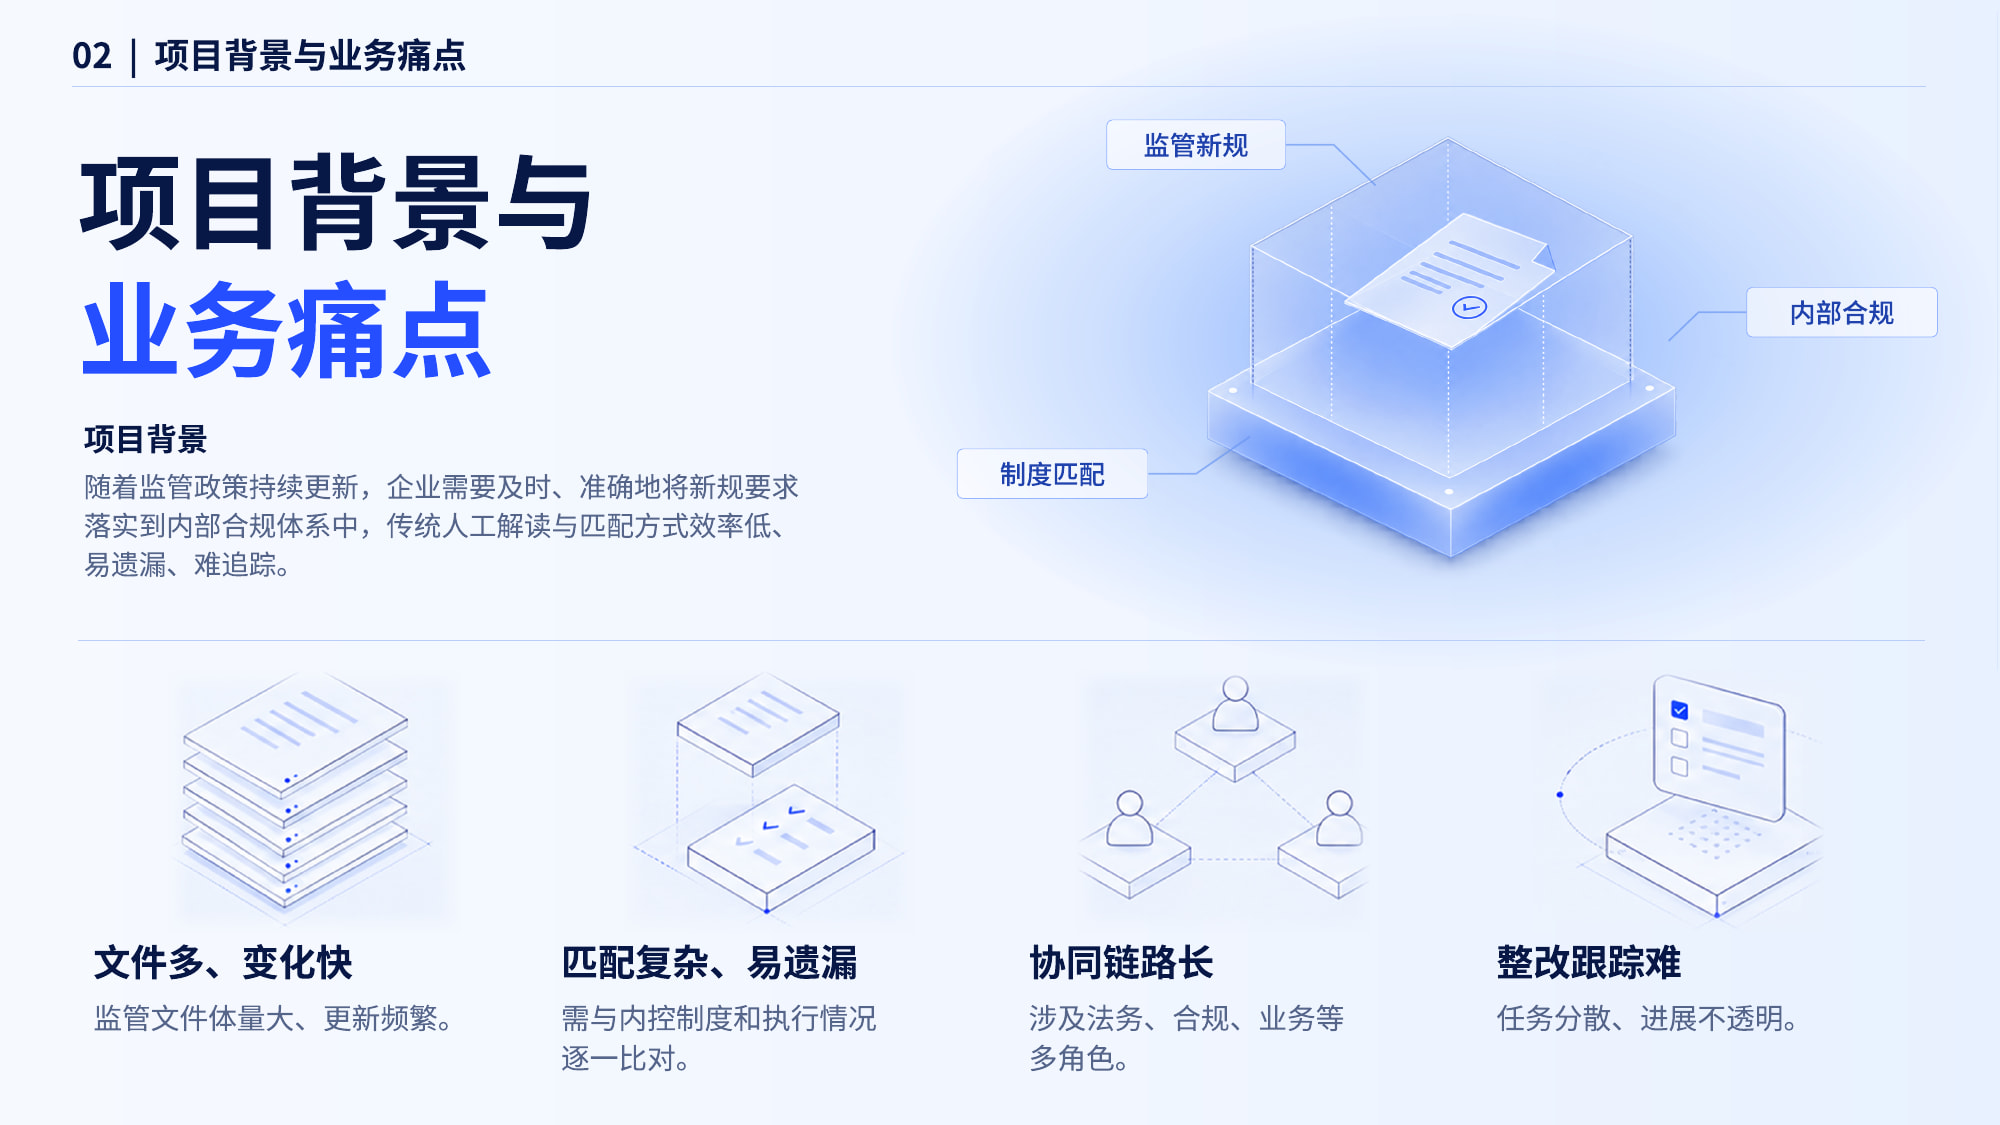 02 | 项目背景与业务痛点
项目背景与
业务痛点
项目背景
随着监管政策持续更新，企业需要及时、准确地将新规要求
落实到内部合规体系中，传统人工解读与匹配方式效率低、
易遗漏、难追踪。
监管新规
内部合规
制度匹配
文件多、变化快
监管文件体量大、更新频繁。
匹配复杂、易遗漏
需与内控制度和执行情况
逐一比对。
协同链路长
涉及法务、合规、业务等
多角色。
整改跟踪难
任务分散、进展不透明。